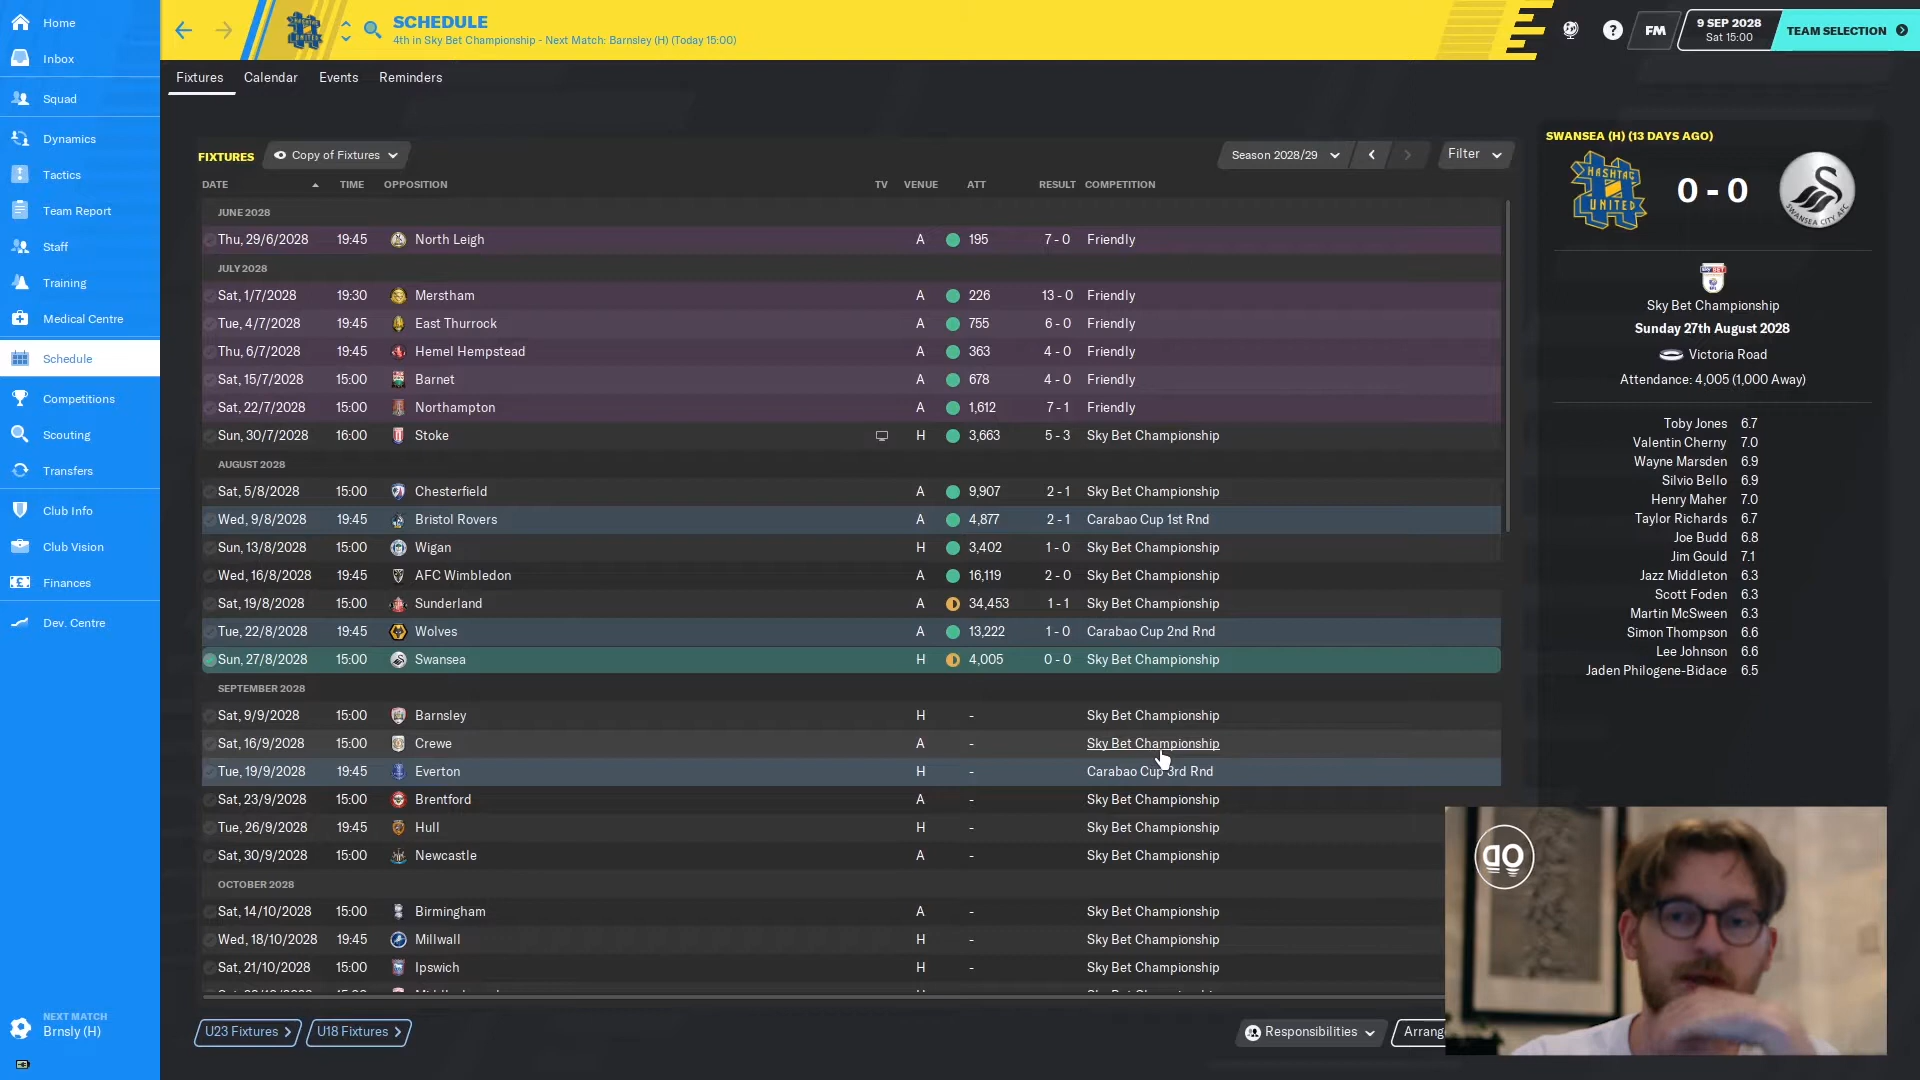 Home
Inbox
Squad
Dynamics
Tactics
Team Report
Staff
Training
Medical Centre
Schedule
Competitions
Scouting
Transfers
Club Info
Club Vision
Finances
Dev. Centre
NEXT MATCH
Brnsly (H)
SCHEDULE
4th in Sky Bet Championship - Next Match: Barnsley (H) (Today 15:00)
FM
9 SEP 2028
Sat 15:00
TEAM SELECTION
Fixtures Calendar Events Reminders
FIXTURES Copy of Fixtures Season 2028/29 Filter
DATE TIME OPPOSITION TV VENUE ATT RESULT COMPETITION
JUNE 2028
Thu, 29/6/2028 19:45 North Leigh A 195 7 - 0 Friendly
JULY 2028
Sat, 1/7/2028 19:30 Merstham A 226 13 - 0 Friendly
Tue, 4/7/2028 19:45 East Thurrock A 755 6 - 0 Friendly
Thu, 6/7/2028 19:45 Hemel Hempstead A 363 4 - 0 Friendly
Sat, 15/7/2028 15:00 Barnet A 678 4 - 0 Friendly
Sat, 22/7/2028 15:00 Northampton A 1,612 7 - 1 Friendly
Sun, 30/7/2028 16:00 Stoke H 3,663 5 - 3 Sky Bet Championship
AUGUST 2028
Sat, 5/8/2028 15:00 Chesterfield A 9,907 2 - 1 Sky Bet Championship
Wed, 9/8/2028 19:45 Bristol Rovers A 4,877 2 - 1 Carabao Cup 1st Rnd
Sun, 13/8/2028 15:00 Wigan H 3,402 1 - 0 Sky Bet Championship
Wed, 16/8/2028 19:45 AFC Wimbledon A 16,119 2 - 0 Sky Bet Championship
Sat, 19/8/2028 15:00 Sunderland A 34,453 1 - 1 Sky Bet Championship
Tue, 22/8/2028 19:45 Wolves A 13,222 1 - 0 Carabao Cup 2nd Rnd
Sun, 27/8/2028 15:00 Swansea H 4,005 0 - 0 Sky Bet Championship
SEPTEMBER 2028
Sat, 9/9/2028 15:00 Barnsley H - Sky Bet Championship
Sat, 16/9/2028 15:00 Crewe A - Sky Bet Championship
Tue, 19/9/2028 19:45 Everton H - Carabao Cup 3rd Rnd
Sat, 23/9/2028 15:00 Brentford A - Sky Bet Championship
Tue, 26/9/2028 19:45 Hull H - Sky Bet Championship
Sat, 30/9/2028 15:00 Newcastle A - Sky Bet Championship
OCTOBER 2028
Sat, 14/10/2028 15:00 Birmingham A - Sky Bet Championship
Wed, 18/10/2028 19:45 Millwall H - Sky Bet Championship
Sat, 21/10/2028 15:00 Ipswich H - Sky Bet Championship
U23 Fixtures U18 Fixtures Responsibilities Arrang
SWANSEA (H) (13 DAYS AGO)
HASHTAG
UNITED
0 - 0
SWANSEA CITY AFC
Sky Bet Championship
Sunday 27th August 2028
Victoria Road
Attendance: 4,005 (1,000 Away)
Toby Jones 6.7
Valentin Cherny 7.0
Wayne Marsden 6.9
Silvio Bello 6.9
Henry Maher 7.0
Taylor Richards 6.7
Joe Budd 6.8
Jim Gould 7.1
Jazz Middleton 6.3
Scott Foden 6.3
Martin McSween 6.3
Simon Thompson 6.6
Lee Johnson 6.6
Jaden Philogene-Bidace 6.5